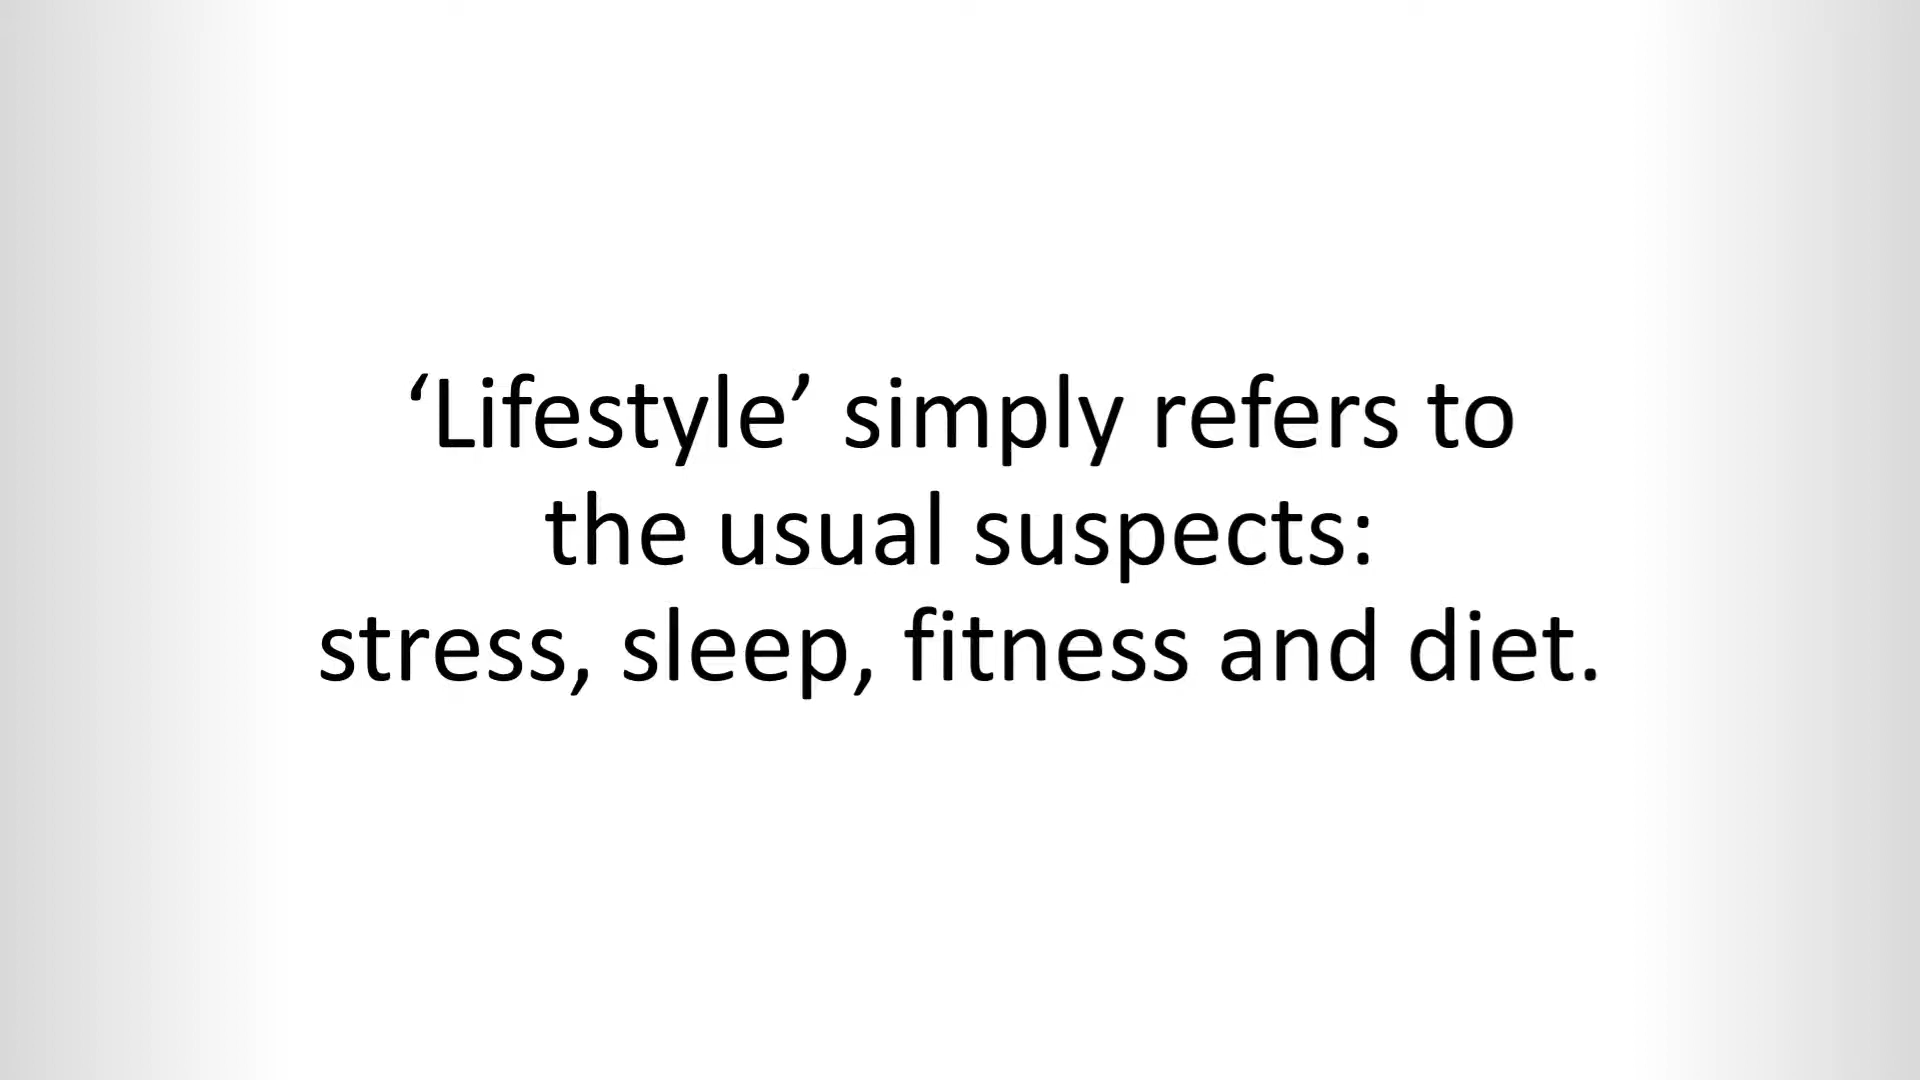 ‘Lifestyle’ simply refers to
the usual suspects:
stress, sleep, fitness and diet.